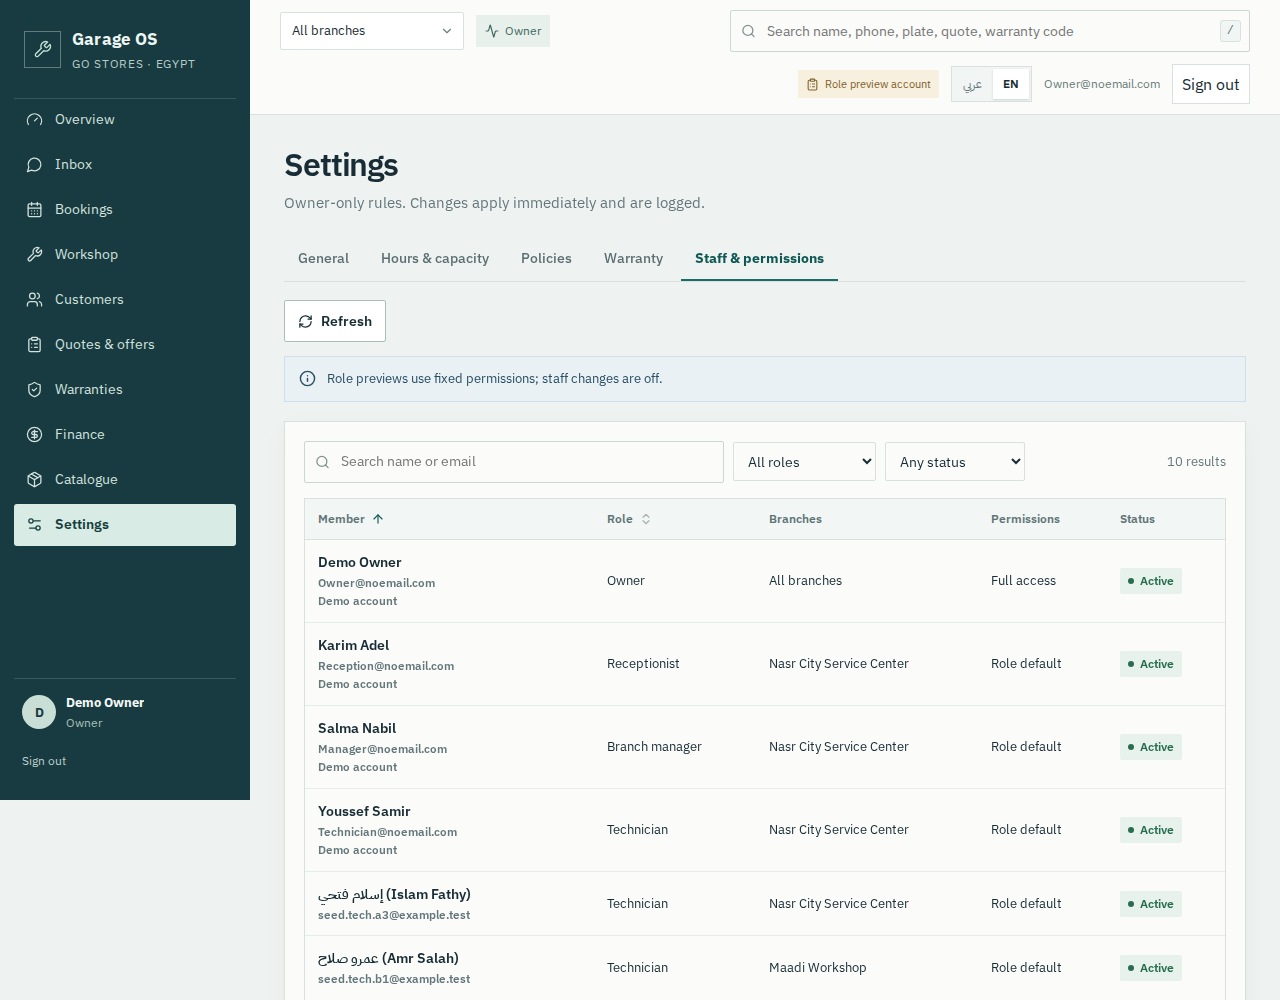 Garage OS
GO STORES · EGYPT
Overview
Inbox
Bookings
Workshop
Customers
Quotes & offers
Warranties
Finance
Catalogue
Settings
D
Demo Owner
Owner
Sign out
All branches
Owner
Search name, phone, plate, quote, warranty code
/
Role preview account
عربي
EN
Owner@noemail.com
Sign out
Settings
Owner-only rules. Changes apply immediately and are logged.
General
Hours & capacity
Policies
Warranty
Staff & permissions
Refresh
Role previews use fixed permissions; staff changes are off.
Search name or email
All roles
Any status
10 results
Member
Role
Branches
Permissions
Status
Demo Owner
Owner@noemail.com
Demo account
Owner
All branches
Full access
Active
Karim Adel
Reception@noemail.com
Demo account
Receptionist
Nasr City Service Center
Role default
Active
Salma Nabil
Manager@noemail.com
Demo account
Branch manager
Nasr City Service Center
Role default
Active
Youssef Samir
Technician@noemail.com
Demo account
Technician
Nasr City Service Center
Role default
Active
إسلام فتحي (Islam Fathy)
seed.tech.a3@example.test
Technician
Nasr City Service Center
Role default
Active
عمرو صلاح (Amr Salah)
seed.tech.b1@example.test
Technician
Maadi Workshop
Role default
Active